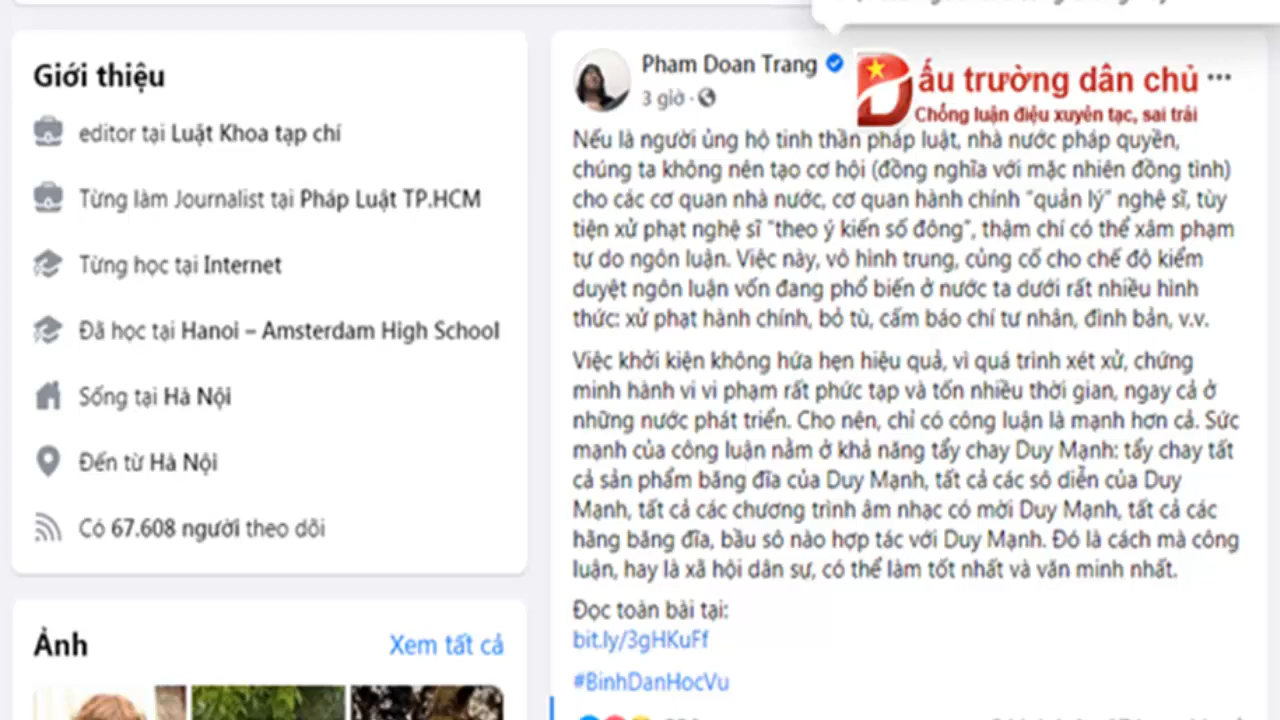 Giới thiệu
editor tại Luật Khoa tạp chí
Từng làm Journalist tại Pháp Luật TP.HCM
Từng học tại Internet
Đã học tại Hanoi – Amsterdam High School
Sống tại Hà Nội
Đến từ Hà Nội
Có 67.608 người theo dõi
Ảnh
Xem tất cả
Pham Doan Trang
3 giờ ·
Đấu trường dân chủ
Chống luận điệu xuyên tạc, sai trái
Nếu là người ủng hộ tinh thần pháp luật, nhà nước pháp quyền,
chúng ta không nên tạo cơ hội (đồng nghĩa với mặc nhiên đồng tình)
cho các cơ quan nhà nước, cơ quan hành chính "quản lý" nghệ sĩ, tùy
tiện xử phạt nghệ sĩ "theo ý kiến số đông", thậm chí có thể xâm phạm
tự do ngôn luận. Việc này, vô hình trung, củng cố cho chế độ kiểm
duyệt ngôn luận vốn đang phổ biến ở nước ta dưới rất nhiều hình
thức: xử phạt hành chính, bỏ tù, cấm báo chí tư nhân, đình bản, v.v.
Việc khởi kiện không hứa hẹn hiệu quả, vì quá trình xét xử, chứng
minh hành vi vi phạm rất phức tạp và tốn nhiều thời gian, ngay cả ở
những nước phát triển. Cho nên, chỉ có công luận là mạnh hơn cả. Sức
mạnh của công luận nằm ở khả năng tẩy chay Duy Mạnh: tẩy chay tất
cả sản phẩm băng đĩa của Duy Mạnh, tất cả các sô diễn của Duy
Mạnh, tất cả các chương trình âm nhạc có mời Duy Mạnh, tất cả các
hãng băng đĩa, bầu sô nào hợp tác với Duy Mạnh. Đó là cách mà công
luận, hay là xã hội dân sự, có thể làm tốt nhất và văn minh nhất.
Đọc toàn bài tại:
bit.ly/3gHKuFf
#BinhDanHocVu